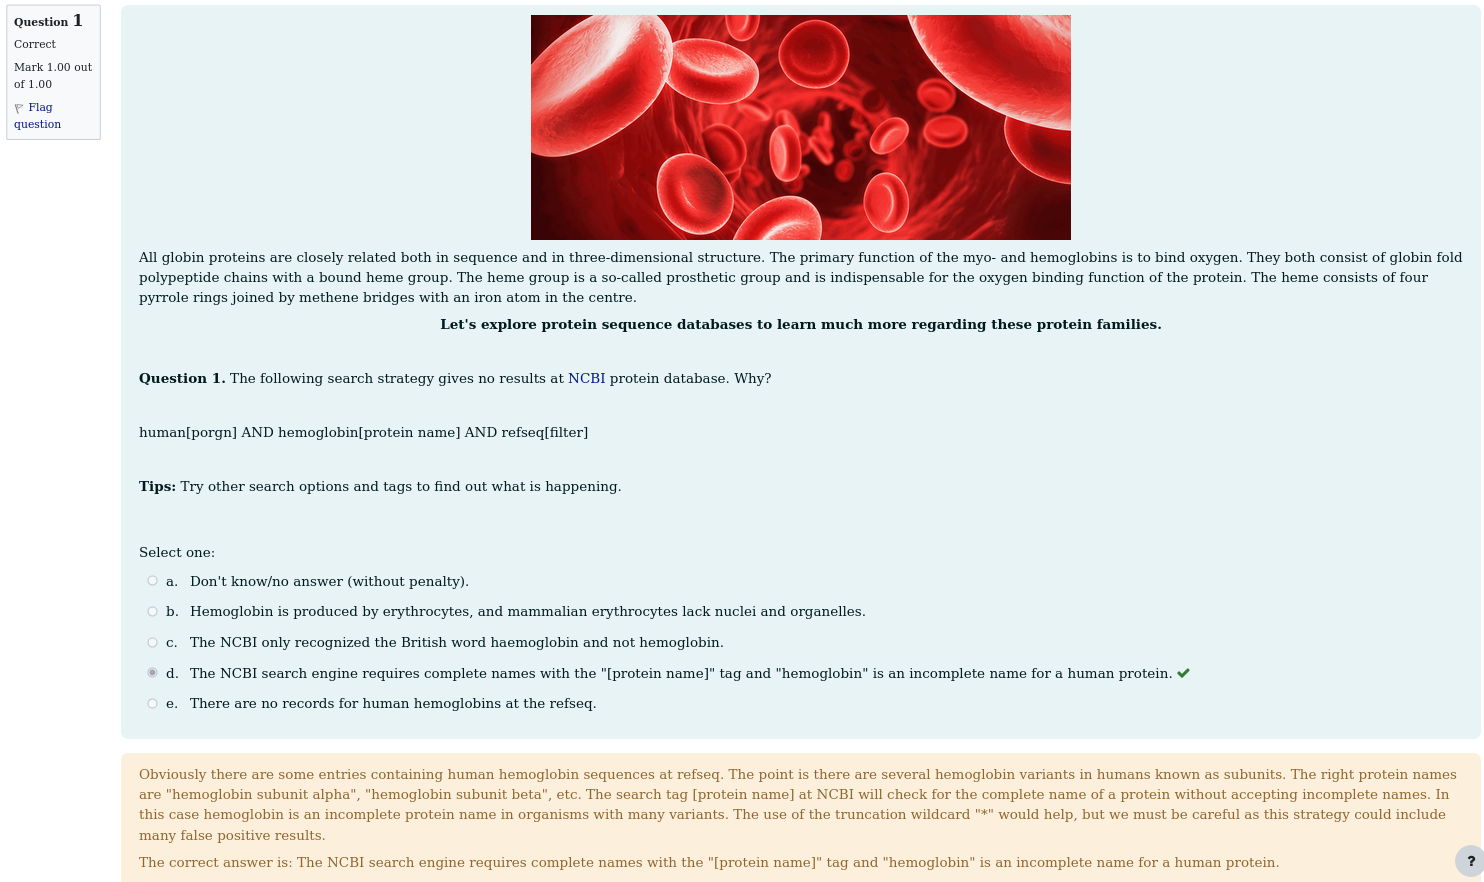 Question 1
Correct
Mark 1.00 out
of 1.00
Flag
question
All globin proteins are closely related both in sequence and in three-dimensional structure. The primary function of the myo- and hemoglobins is to bind oxygen. They both consist of globin fold
polypeptide chains with a bound heme group. The heme group is a so-called prosthetic group and is indispensable for the oxygen binding function of the protein. The heme consists of four
pyrrole rings joined by methene bridges with an iron atom in the centre.
Let's explore protein sequence databases to learn much more regarding these protein families.
Question 1. The following search strategy gives no results at NCBI protein database. Why?
human[porgn] AND hemoglobin[protein name] AND refseq[filter]
Tips: Try other search options and tags to find out what is happening.
Select one:
a. Don't know/no answer (without penalty).
b. Hemoglobin is produced by erythrocytes, and mammalian erythrocytes lack nuclei and organelles.
c. The NCBI only recognized the British word haemoglobin and not hemoglobin.
d. The NCBI search engine requires complete names with the "[protein name]" tag and "hemoglobin" is an incomplete name for a human protein.
e. There are no records for human hemoglobins at the refseq.
Obviously there are some entries containing human hemoglobin sequences at refseq. The point is there are several hemoglobin variants in humans known as subunits. The right protein names
are "hemoglobin subunit alpha", "hemoglobin subunit beta", etc. The search tag [protein name] at NCBI will check for the complete name of a protein without accepting incomplete names. In
this case hemoglobin is an incomplete protein name in organisms with many variants. The use of the truncation wildcard "*" would help, but we must be careful as this strategy could include
many false positive results.
The correct answer is: The NCBI search engine requires complete names with the "[protein name]" tag and "hemoglobin" is an incomplete name for a human protein.
?